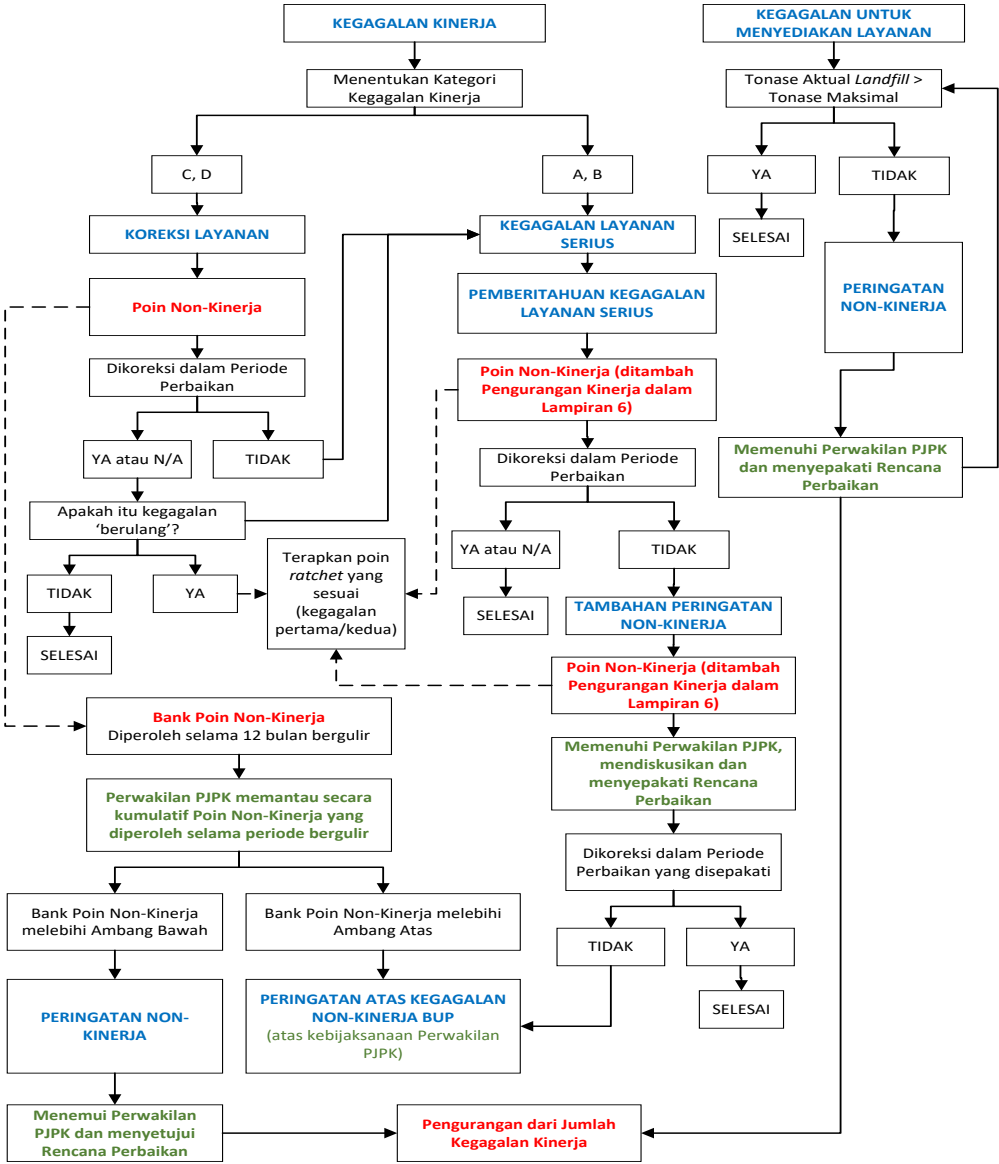 KEGAGALAN KINERJA
KEGAGALAN UNTUK
MENYEDIAKAN LAYANAN
Menentukan Kategori
Kegagalan Kinerja
Tonase Aktual Landfill >
Tonase Maksimal
C, D
A, B
YA
TIDAK
KOREKSI LAYANAN
KEGAGALAN LAYANAN
SERIUS
SELESAI
Poin Non-Kinerja
PEMBERITAHUAN KEGAGALAN
LAYANAN SERIUS
PERINGATAN
NON-KINERJA
Dikoreksi dalam Periode
Perbaikan
Poin Non-Kinerja (ditambah
Pengurangan Kinerja dalam
Lampiran 6)
YA atau N/A
TIDAK
Dikoreksi dalam Periode
Perbaikan
Memenuhi Perwakilan PJPK
dan menyepakati Rencana
Perbaikan
Apakah itu kegagalan
‘berulang’?
Terapkan poin
ratchet yang
sesuai
(kegagalan
pertama/kedua)
YA atau N/A
TIDAK
TIDAK
YA
SELESAI
TAMBAHAN PERINGATAN
NON-KINERJA
SELESAI
Poin Non-Kinerja (ditambah
Pengurangan Kinerja dalam
Lampiran 6)
Bank Poin Non-Kinerja
Diperoleh selama 12 bulan bergulir
Memenuhi Perwakilan PJPK,
mendiskusikan dan
menyepakati Rencana
Perbaikan
Perwakilan PJPK memantau secara
kumulatif Poin Non-Kinerja yang
diperoleh selama periode bergulir
Dikoreksi dalam Periode
Perbaikan yang disepakati
Bank Poin Non-Kinerja
melebihi Ambang Bawah
Bank Poin Non-Kinerja melebihi
Ambang Atas
TIDAK
YA
PERINGATAN NON-
KINERJA
PERINGATAN ATAS KEGAGALAN
NON-KINERJA BUP
(atas kebijaksanaan Perwakilan
PJPK)
SELESAI
Menemui Perwakilan
PJPK dan menyetujui
Rencana Perbaikan
Pengurangan dari Jumlah
Kegagalan Kinerja